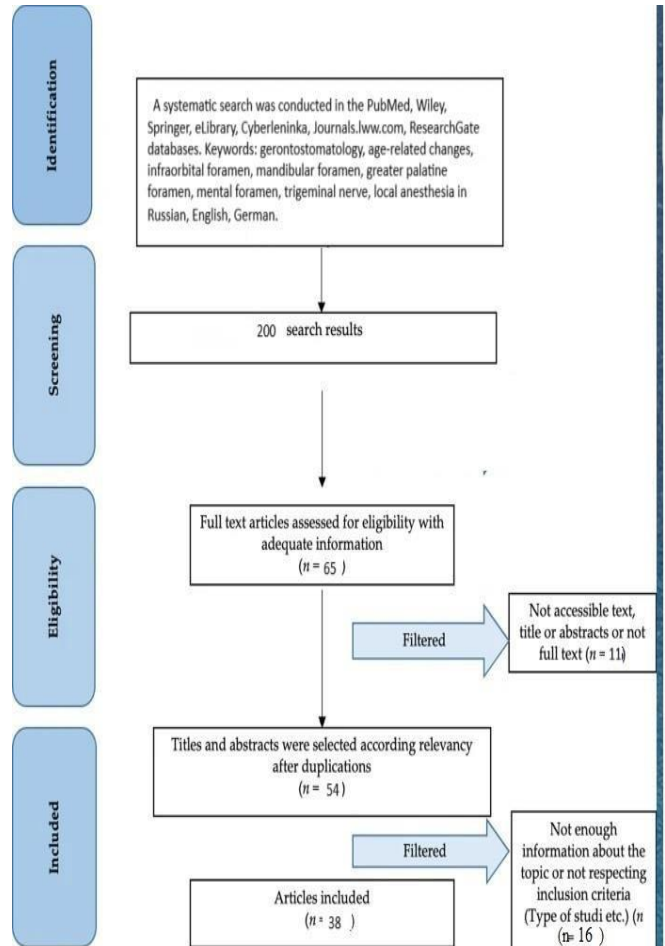 Identification
A systematic search was conducted in the PubMed, Wiley,
Springer, eLibrary, Cyberleninka, Journals.lww.com, ResearchGate
databases. Keywords: gerontostomatology, age-related changes,
infraorbital foramen, mandibular foramen, greater palatine
foramen, mental foramen, trigeminal nerve, local anesthesia in
Russian, English, German.
Screening
200 search results
Eligibility
Full text articles assessed for eligibility with
adequate information
(n = 65 )
Filtered
Not accessible text,
title or abstracts or not
full text (n = 11)
Included
Titles and abstracts were selected according relevancy
after duplications
(n = 54)
Filtered
Not enough
information about the
topic or not respecting
inclusion criteria
(Type of studi etc.) (n
(n= 16 )
Articles included
(n = 38 )